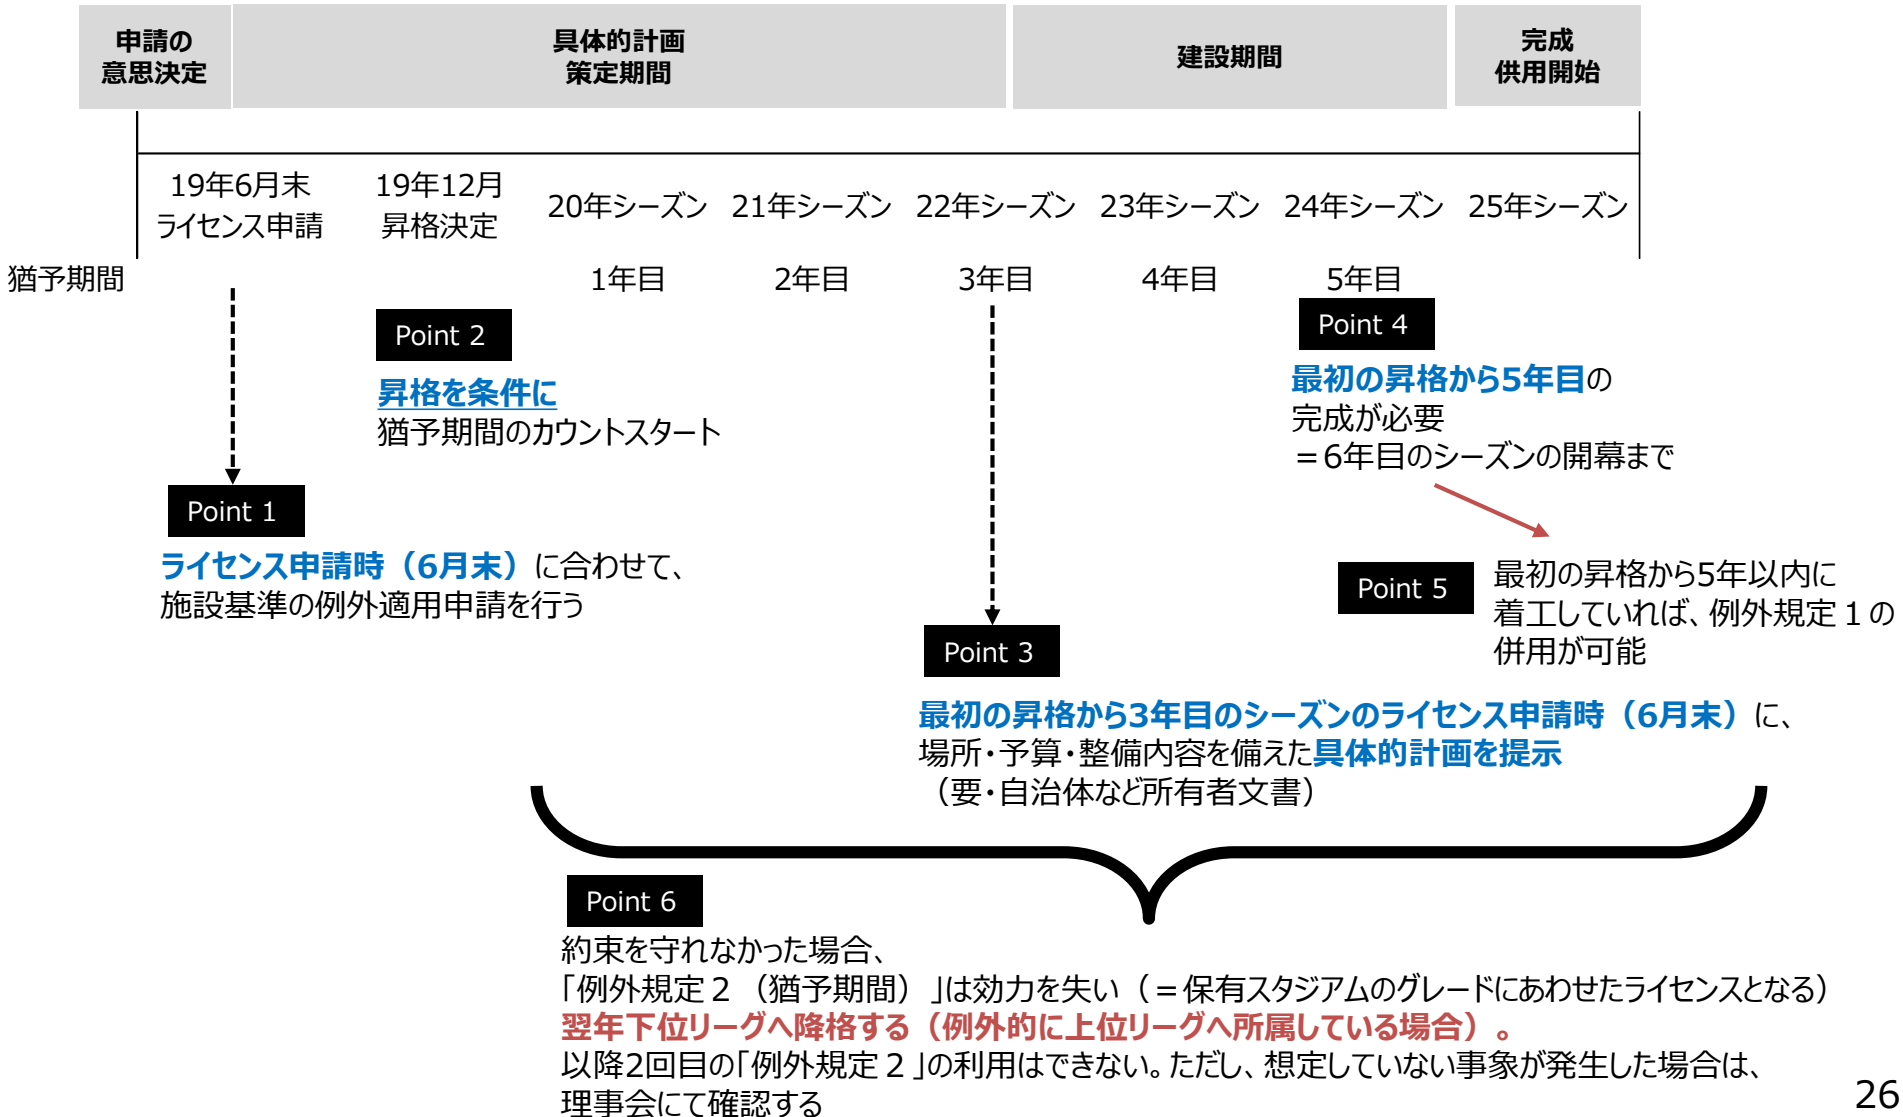 申請の
意思決定
具体的計画
策定期間
建設期間
完成
供用開始
19年6月末
ライセンス申請
19年12月
昇格決定
20年シーズン
21年シーズン
22年シーズン
23年シーズン
24年シーズン
25年シーズン
猶予期間
1年目
2年目
3年目
4年目
5年目
Point 2
昇格を条件に
猶予期間のカウントスタート
Point 4
最初の昇格から5年目の
完成が必要
=6年目のシーズンの開幕まで
Point 1
ライセンス申請時（6月末）に合わせて、
施設基準の例外適用申請を行う
Point 5
最初の昇格から5年以内に
着工していれば、例外規定１の
併用が可能
Point 3
最初の昇格から3年目のシーズンのライセンス申請時（6月末）に、
場所・予算・整備内容を備えた具体的計画を提示
（要・自治体など所有者文書）
Point 6
約束を守れなかった場合、
「例外規定２（猶予期間）」は効力を失い（=保有スタジアムのグレードにあわせたライセンスとなる）
翌年下位リーグへ降格する（例外的に上位リーグへ所属している場合）。
以降2回目の「例外規定２」の利用はできない。ただし、想定していない事象が発生した場合は、
理事会にて確認する
26